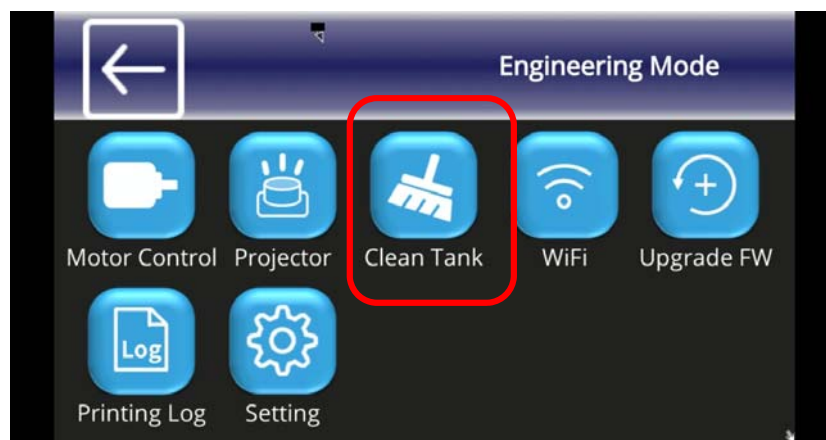 Engineering Mode
Motor Control Projector Clean Tank WiFi Upgrade FW
Log
Printing Log Setting